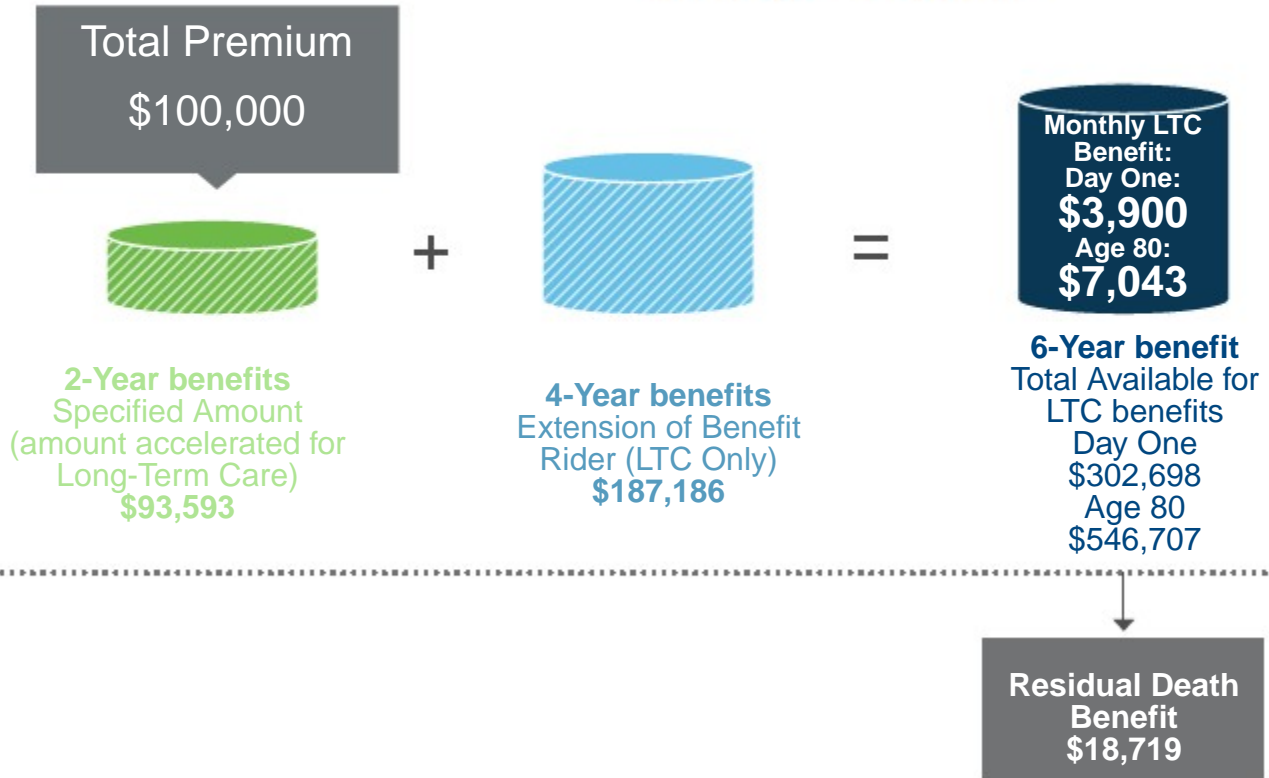 Total Premium
$100,000
+
=
Monthly LTC
Benefit:
Day One:
$3,900
Age 80:
$7,043
2-Year benefits
Specified Amount
(amount accelerated for
Long-Term Care)
$93,593
4-Year benefits
Extension of Benefit
Rider (LTC Only)
$187,186
6-Year benefit
Total Available for
LTC benefits
Day One
$302,698
Age 80
$546,707
Residual Death
Benefit
$18,719